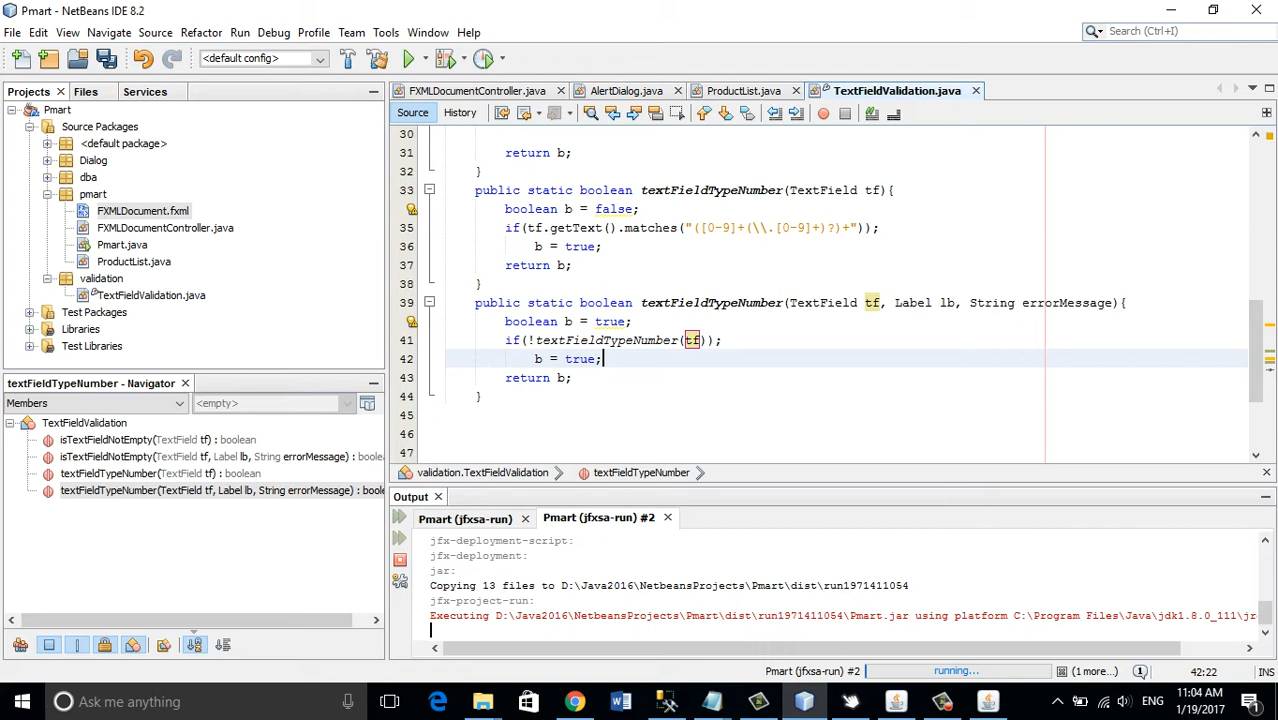 Pmart - NetBeans IDE 8.2
File Edit View Navigate Source Refactor Run Debug Profile Team Tools Window Help
Search (Ctrl+I)
<default config>
Projects Files Services
FXMLDocumentController.java AlertDialog.java ProductList.java TextFieldValidation.java
Source History
Pmart
Source Packages
<default package>
Dialog
dba
pmart
FXMLDocument.fxml
FXMLDocumentController.java
Pmart.java
ProductList.java
validation
TextFieldValidation.java
Test Packages
Libraries
Test Libraries
30
31 return b;
32 }
33 public static boolean textFieldTypeNumber(TextField tf){
boolean b = false;
35 if(tf.getText().matches("([0-9]+(\\.[0-9]+)?)+"));
36 b = true;
37 return b;
38 }
39 public static boolean textFieldTypeNumber(TextField tf, Label lb, String errorMessage){
boolean b = true;
41 if(!textFieldTypeNumber(tf));
42 b = true;
43 return b;
44 }
45
46
47
textFieldTypeNumber - Navigator
Members <empty>
TextFieldValidation
isTextFieldNotEmpty(TextField tf) : boolean
isTextFieldNotEmpty(TextField tf, Label lb, String errorMessage) : boolea
textFieldTypeNumber(TextField tf) : boolean
textFieldTypeNumber(TextField tf, Label lb, String errorMessage) : boole
validation.TextFieldValidation textFieldTypeNumber
Output
Pmart (jfxsa-run) Pmart (jfxsa-run) #2
jfx-deployment-script:
jfx-deployment:
jar:
Copying 13 files to D:\Java2016\NetbeansProjects\Pmart\dist\run1971411054
jfx-project-run:
Executing D:\Java2016\NetbeansProjects\Pmart\dist\run1971411054\Pmart.jar using platform C:\Program Files\Java\jdk1.8.0_111\jr
Pmart (jfxsa-run) #2 running... (1 more...) 42:22 INS
Ask me anything
ENG
11:04 AM
1/19/2017